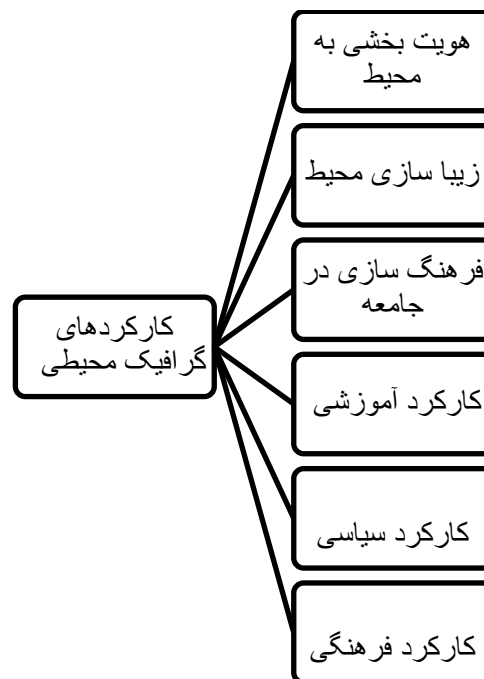 هویت بخشی به
محیط
زیبا سازی محیط
فرهنگ سازی در
جامعه
کارکردهای
گرافیک محیطی
کارکرد آموزشی
کارکرد سیاسی
کارکرد فرهنگی